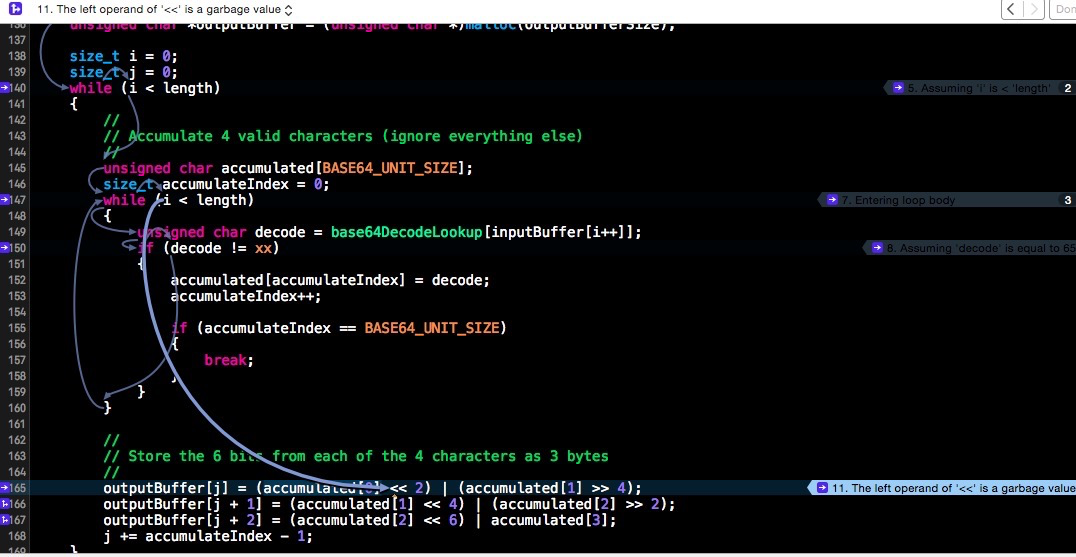 11. The left operand of '<<' is a garbage value
Don
136 unsigned char *outputBuffer = (unsigned char *)malloc(outputBufferSize);
137
138 size_t i = 0;
139 size_t j = 0;
140 while (i < length) 5. Assuming 'i' is < 'length' 2
141 {
142 //
143 // Accumulate 4 valid characters (ignore everything else)
144 //
145 unsigned char accumulated[BASE64_UNIT_SIZE];
146 size_t accumulateIndex = 0;
147 while (i < length) 7. Entering loop body 3
148 {
149 unsigned char decode = base64DecodeLookup[inputBuffer[i++]];
150 if (decode != xx) 8. Assuming 'decode' is equal to 65
151 {
152 accumulated[accumulateIndex] = decode;
153 accumulateIndex++;
154
155 if (accumulateIndex == BASE64_UNIT_SIZE)
156 {
157 break;
158 }
159 }
160 }
161
162 //
163 // Store the 6 bits from each of the 4 characters as 3 bytes
164 //
165 outputBuffer[j] = (accumulated[0] << 2) | (accumulated[1] >> 4); 11. The left operand of '<<' is a garbage value
166 outputBuffer[j + 1] = (accumulated[1] << 4) | (accumulated[2] >> 2);
167 outputBuffer[j + 2] = (accumulated[2] << 6) | accumulated[3];
168 j += accumulateIndex - 1;
169 }